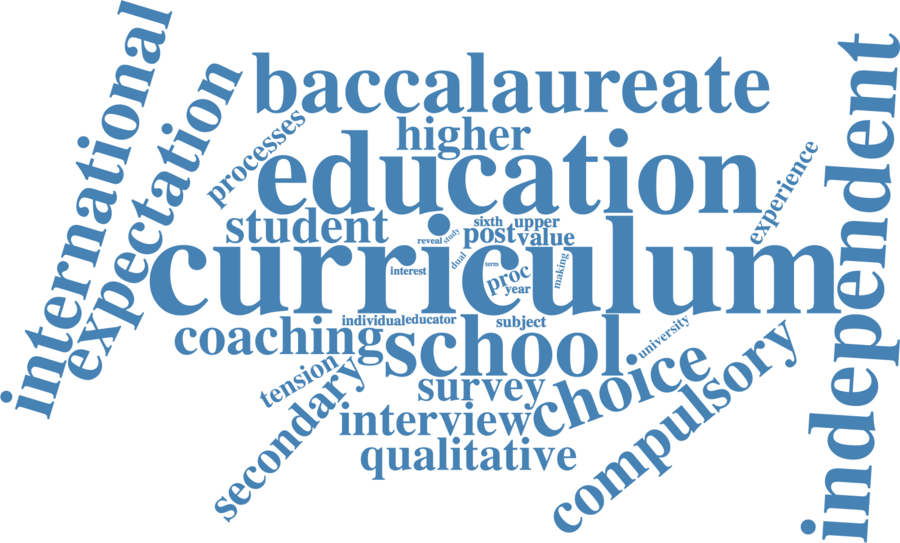 international
expectation
processes
baccalaureate
higher
education
experience
independent
student
sixth
upper
reveal
study
post
value
curriculum
dual
term
interest
proc
year
making
individual
educator
subject
coaching
school
university
tension
secondary
survey
choice
compulsory
interview
qualitative